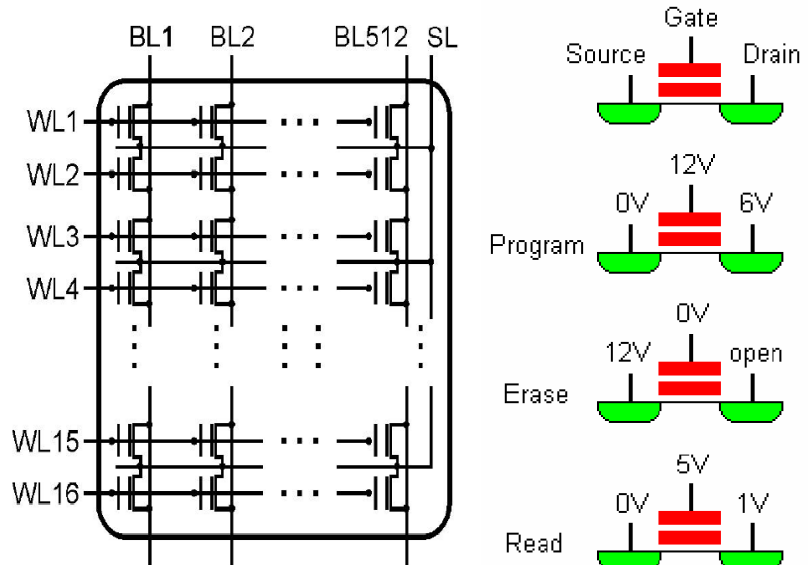 BL1 BL2 BL512 SL
WL1
WL2
WL3
WL4
WL15
WL16
Gate
Source Drain
12V
0V 6V
Program
0V
12V open
Erase
5V
0V 1V
Read